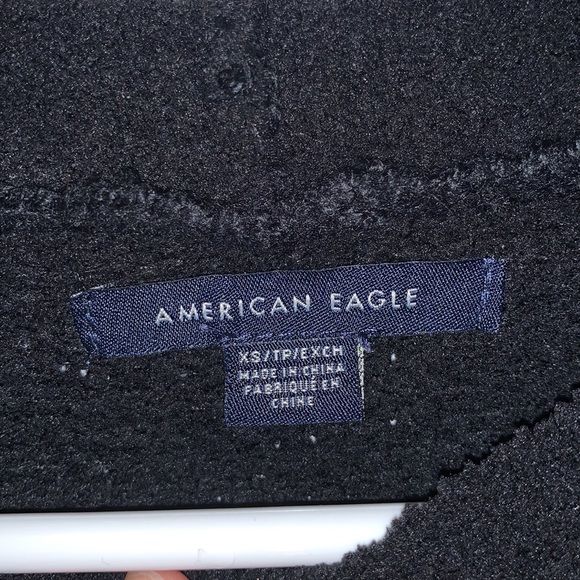 AMERICAN EAGLE
XS/TP/EXCH
MADE IN CHINA
FABRIQUÉ EN
CHINE